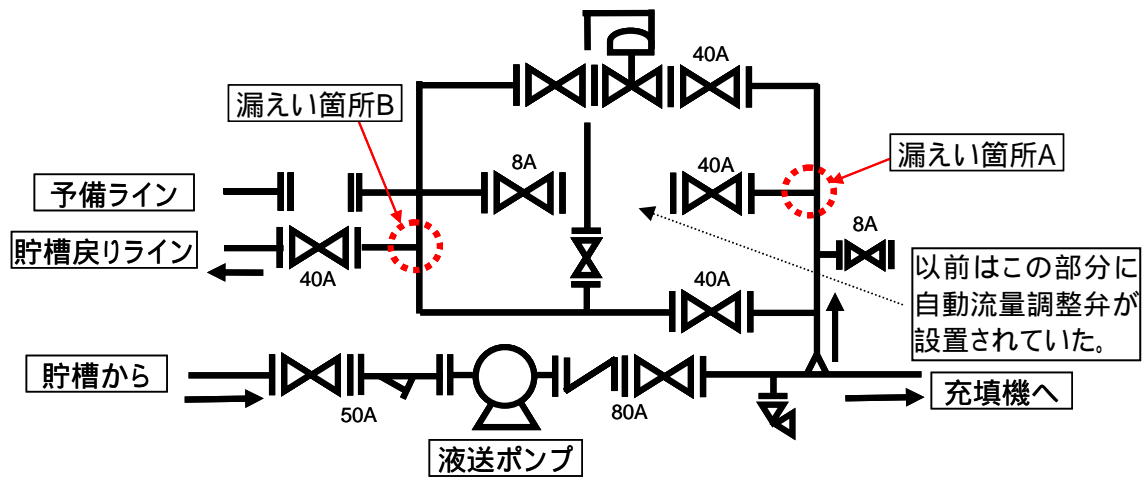 40A
漏えい箇所B
漏えい箇所A
8A
40A
予備ライン
貯槽戻りライン
40A
8A
40A
以前はこの部分に
自動流量調整弁が
設置されていた。
貯槽から
50A
80A
充填機へ
液送ポンプ